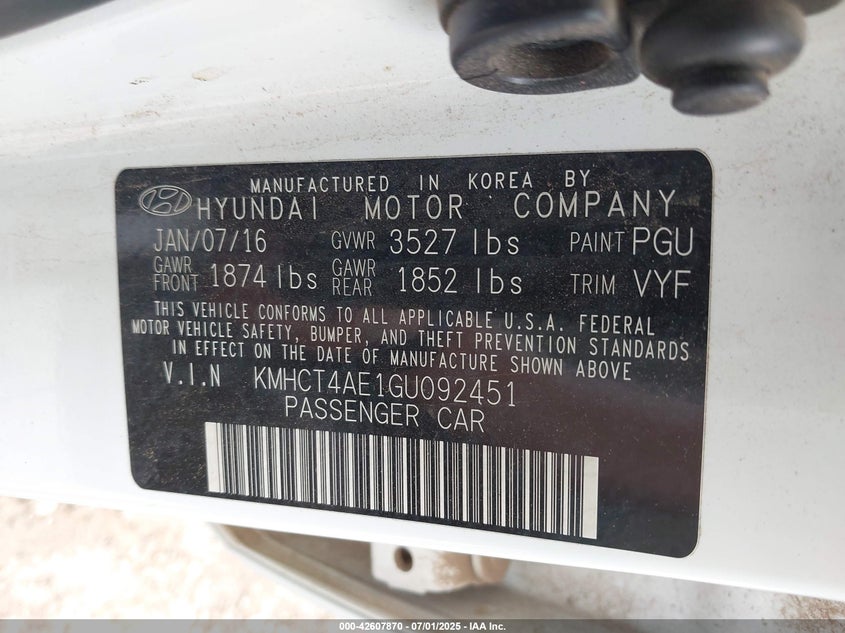 MANUFACTURED IN KOREA BY
HYUNDAI MOTOR COMPANY
JAN/07/16 GVWR 3527 lbs PAINT PGU
GAWR FRONT 1874 lbs GAWR REAR 1852 lbs TRIM VYF
THIS VEHICLE CONFORMS TO ALL APPLICABLE U.S.A. FEDERAL
MOTOR VEHICLE SAFETY, BUMPER, AND THEFT PREVENTION STANDARDS
IN EFFECT ON THE DATE OF MANUFACTURE SHOWN ABOVE
V.I.N KMHCT4AE1GU092451
PASSENGER CAR
000-42607870 - 07/01/2025 - IAA Inc.